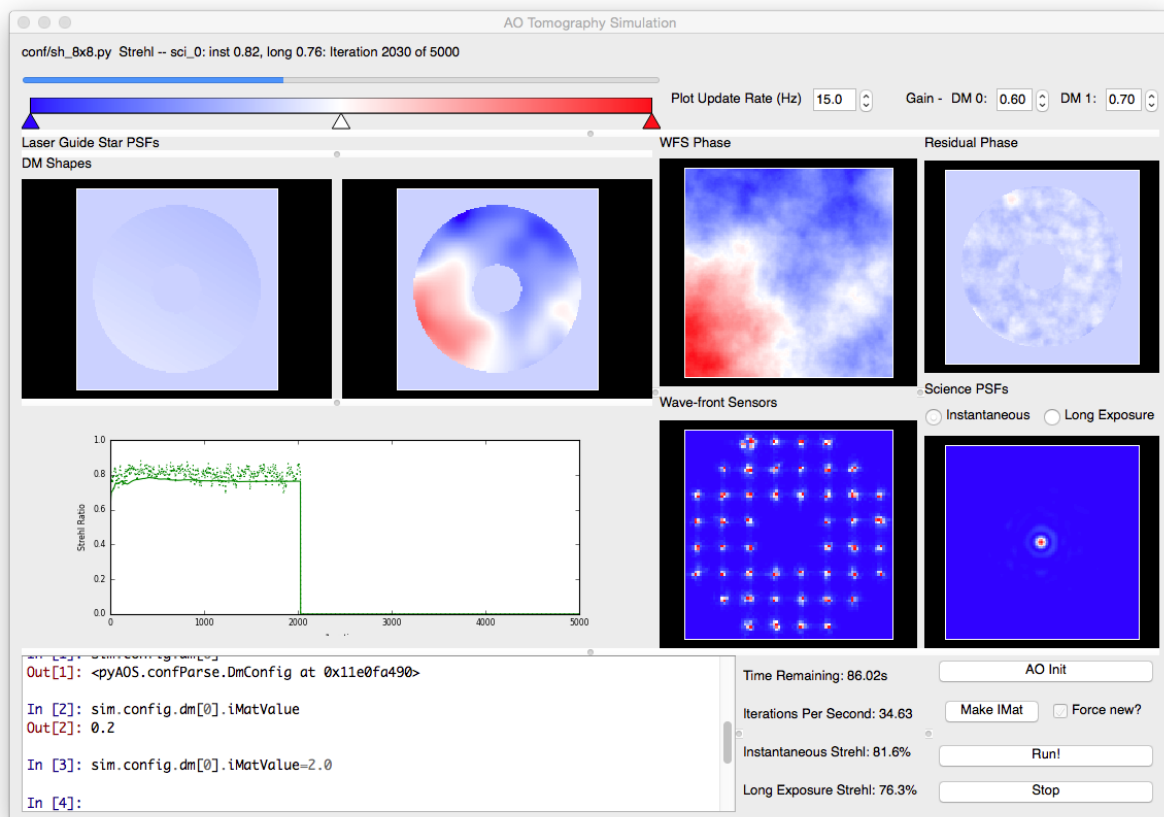 AO Tomography Simulation
conf/sh_8x8.py Strehl -- sci_0: inst 0.82, long 0.76: Iteration 2030 of 5000
Plot Update Rate (Hz) 15.0 Gain - DM 0: 0.60 DM 1: 0.70
Laser Guide Star PSFs
WFS Phase
Residual Phase
DM Shapes
Science PSFs
Wave-front Sensors
Instantaneous Long Exposure
1.0
0.8
0.6
0.4
0.2
0.0
Strehl Ratio
0 1000 2000 3000 4000 5000
Out[1]: <pyAOS.confParse.DmConfig at 0x11e0fa490>
In [2]: sim.config.dm[0].iMatValue
Out[2]: 0.2
In [3]: sim.config.dm[0].iMatValue=2.0
In [4]:
Time Remaining: 86.02s
Iterations Per Second: 34.63
Instantaneous Strehl: 81.6%
Long Exposure Strehl: 76.3%
AO Init
Make IMat Force new?
Run!
Stop